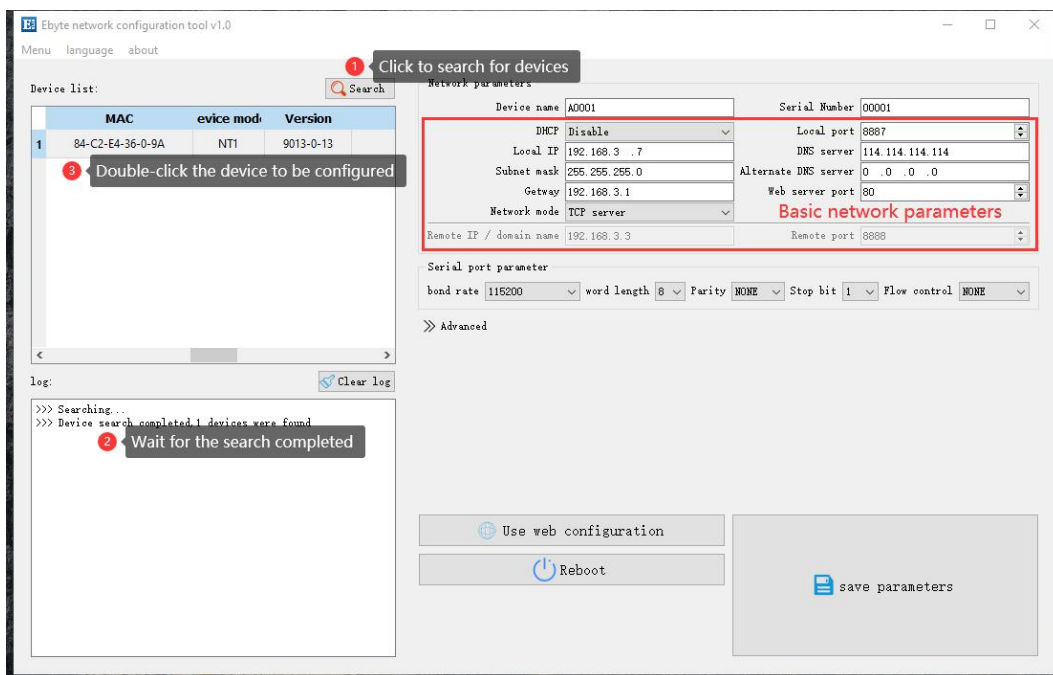 Ebyte network configuration tool v1.0
Menu language about
1 Click to search for devices
Device list:
Search
MAC evice mode Version
1 84-C2-E4-36-0-9A NT1 9013-0-13
3 Double-click the device to be configured
log:
Clear log
>>> Searching...
>>> Device search completed,1 devices were found
2 Wait for the search completed
Network parameters
Device name A0001 Serial Number 00001
DHCP Disable Local port 8887
Local IP 192.168.3 .7 DNS server 114.114.114.114
Subnet mask 255.255.255.0 Alternate DNS server 0 .0 .0 .0
Getway 192.168.3.1 Web server port 80
Network mode TCP server Basic network parameters
Remote IP / domain name 192.168.3.3 Remote port 8888
Serial port parameter
bond rate 115200 word length 8 Parity NONE Stop bit 1 Flow control NONE
Advanced
Use web configuration
Reboot
save parameters